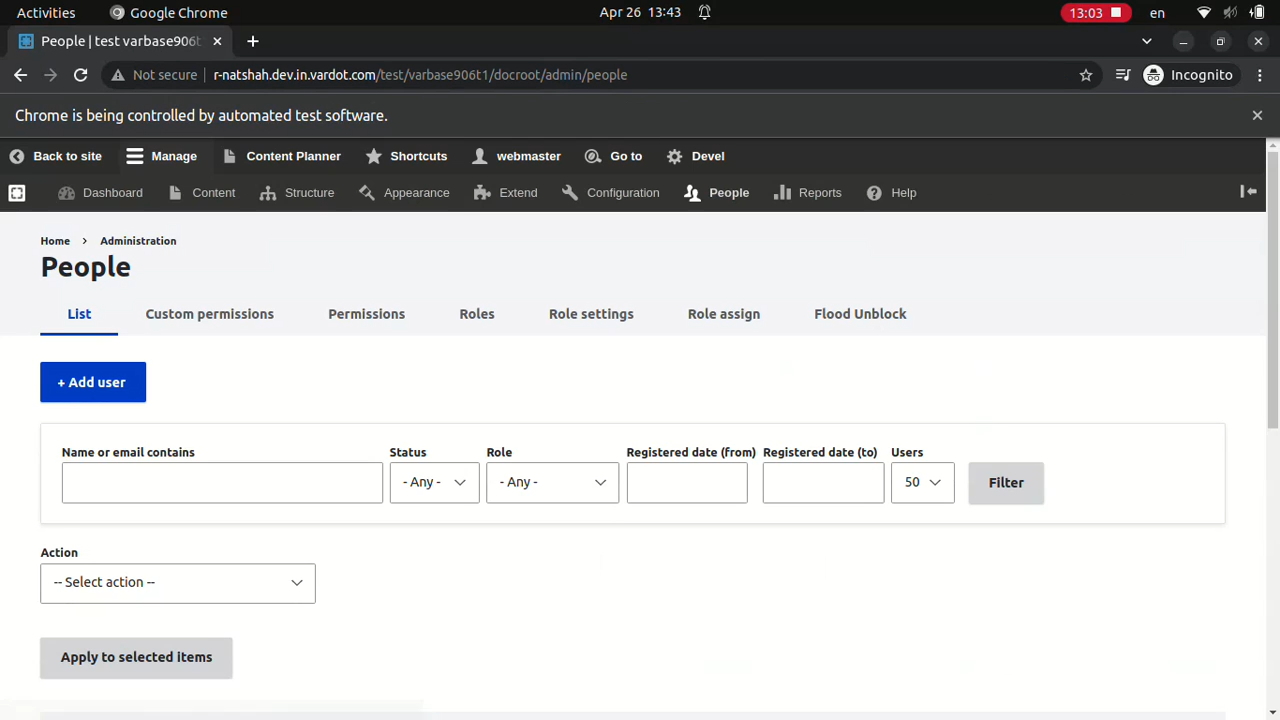 Activities Google Chrome Apr 26 13:43 13:03 en
People | test varbase906t
Not secure r-natshah.dev.in.vardot.com/test/varbase906t1/docroot/admin/people Incognito
Chrome is being controlled by automated test software.
Back to site Manage Content Planner Shortcuts webmaster Go to Devel
Dashboard Content Structure Appearance Extend Configuration People Reports Help
Home › Administration
People
List Custom permissions Permissions Roles Role settings Role assign Flood Unblock
+ Add user
Name or email contains Status Role Registered date (from) Registered date (to) Users
- Any - - Any - 50 Filter
Action
-- Select action --
Apply to selected items